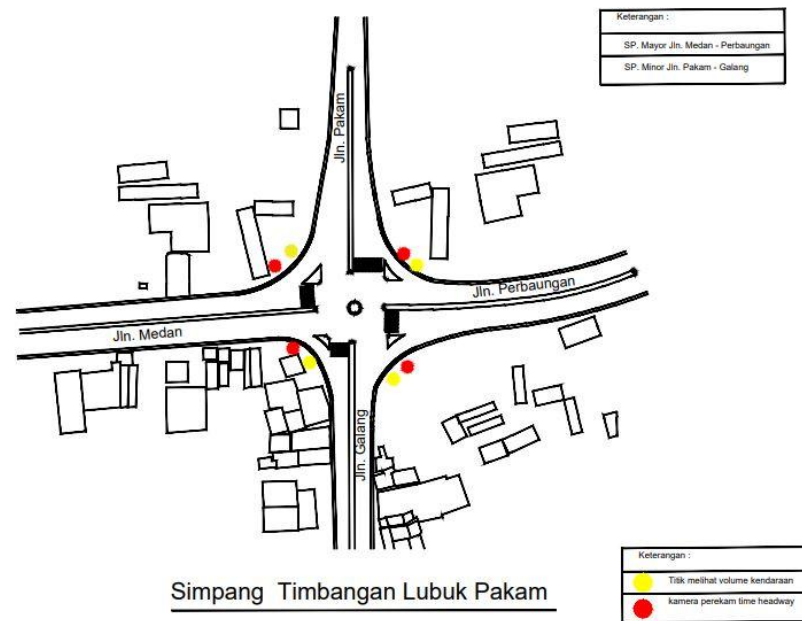 Keterangan :
SP. Mayor Jln. Medan - Perbaungan
SP. Minor Jln. Pakam - Galang
Jln. Pakam
Jln. Perbaungan
Jln. Medan
Jln. Galang
Simpang Timbangan Lubuk Pakam
Keterangan :
Titik melihat volume kendaraan
kamera perekam time headway